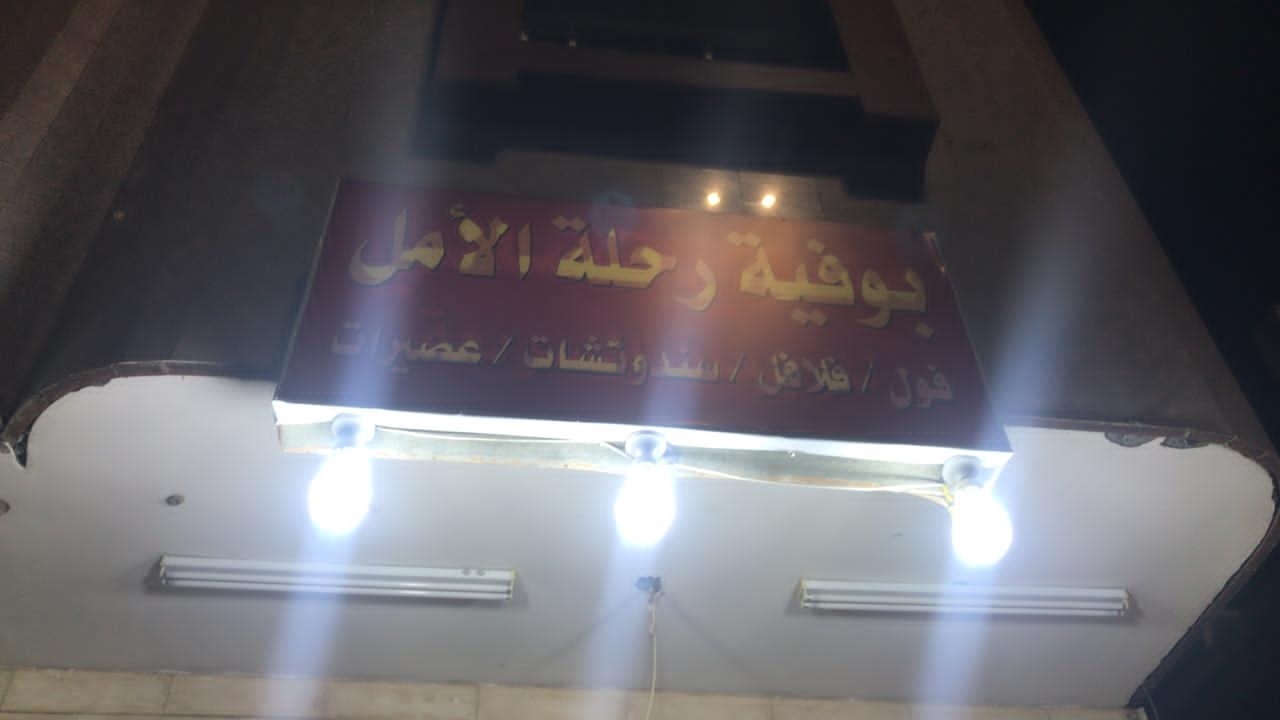 بوفية رحلة الأمل
فول / فلافل / سندوتشات / عصيرات